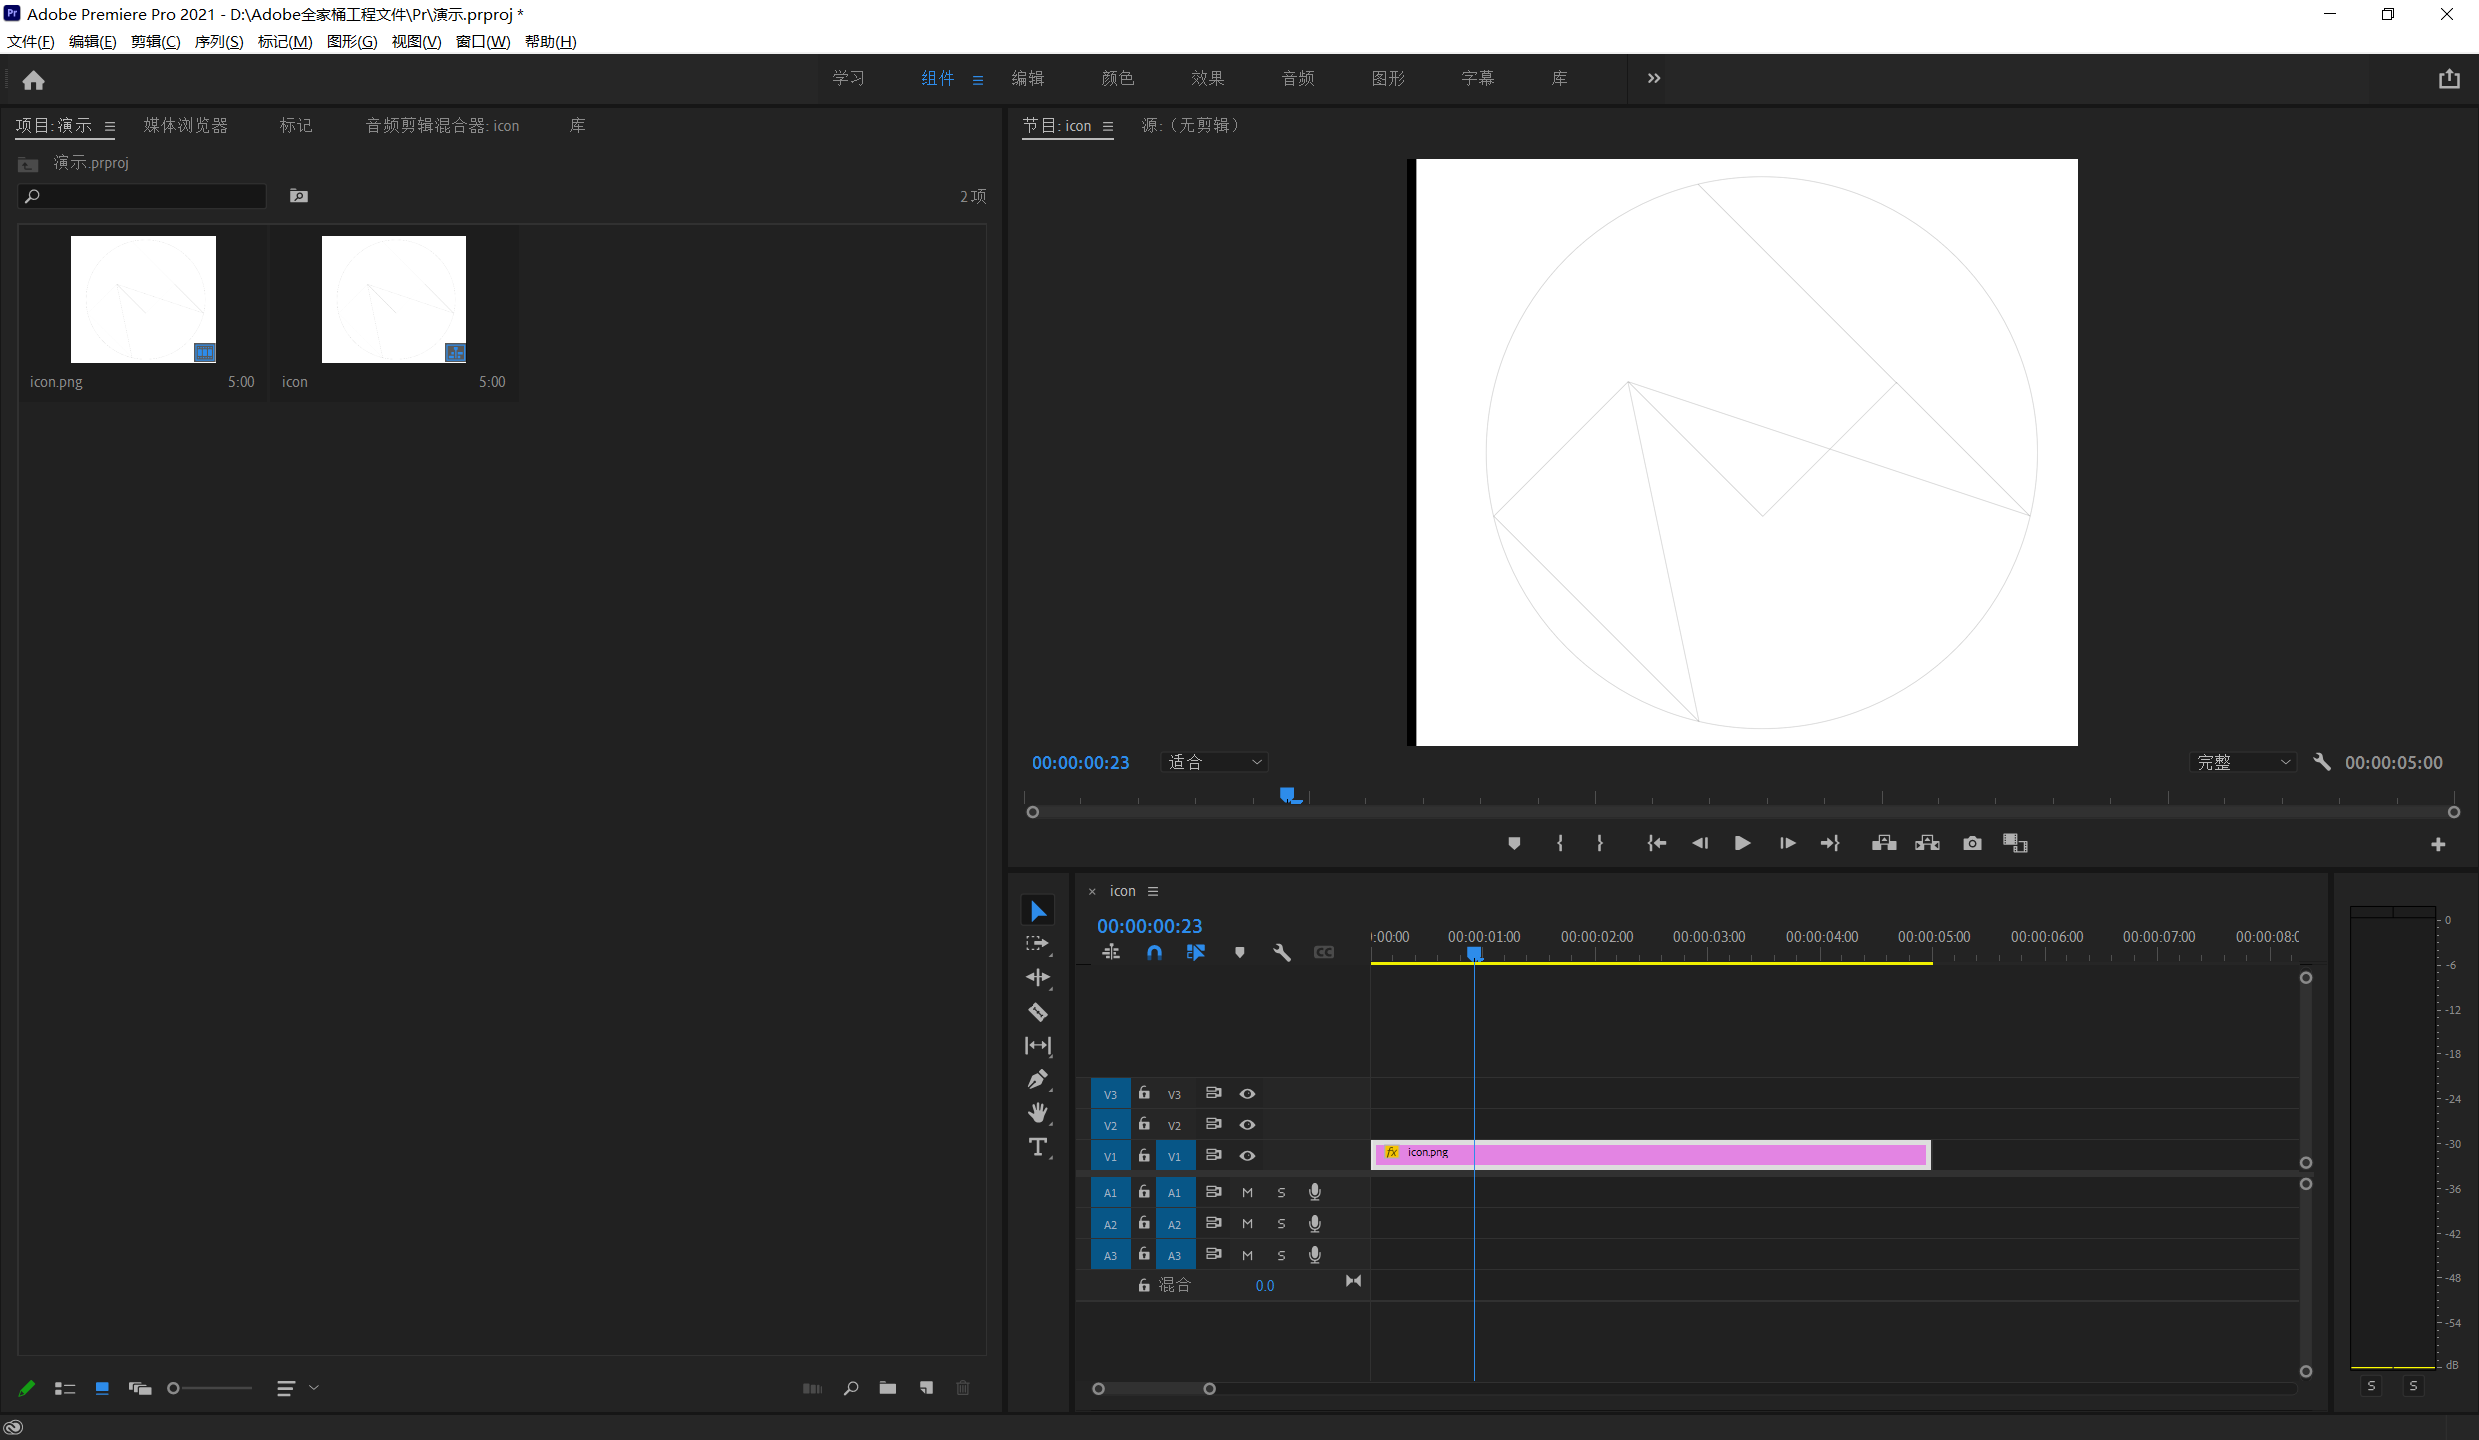 Adobe Premiere Pro 2021 - D:\Adobe全家桶工程文件\Pr\演示.prproj *
文件(F) 编辑(E) 剪辑(C) 序列(S) 标记(M) 图形(G) 视图(V) 窗口(W) 帮助(H)
学习 组件 编辑 颜色 效果 音频 图形 字幕 库
项目: 演示 媒体浏览器 标记 音频剪辑混合器: icon 库
演示.prproj
2 项
icon.png 5:00 icon 5:00
节目: icon 源:（无剪辑）
00:00:00:23 适合 完整 00:00:05:00
icon
00:00:00:23
:00:00 00:00:01:00 00:00:02:00 00:00:03:00 00:00:04:00 00:00:05:00 00:00:06:00 00:00:07:00 00:00:08:0
V3 V3
V2 V2
V1 V1 fx icon.png
A1 A1 M S
A2 A2 M S
A3 A3 M S
混合 0.0
0
-6
-12
-18
-24
-30
-36
-42
-48
-54
dB
S S